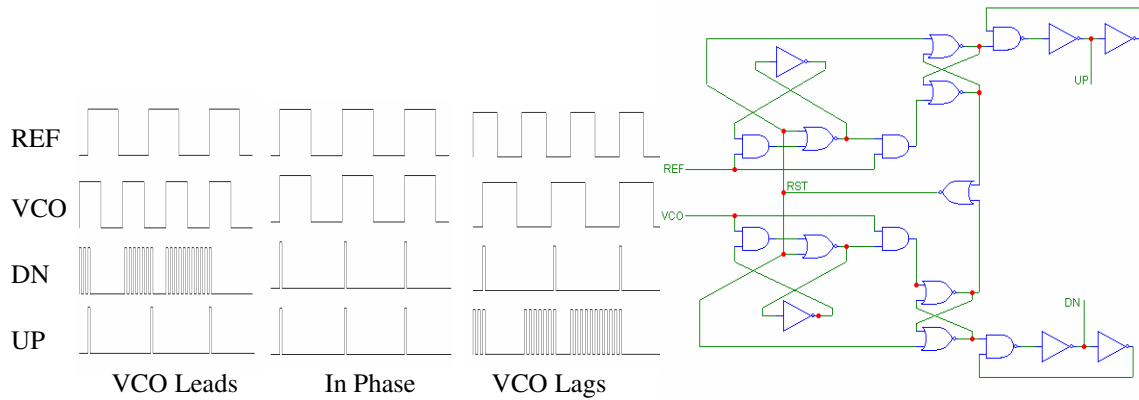 REF
VCO
DN
UP
VCO Leads
In Phase
VCO Lags
UP
REF
RST
VCO
DN